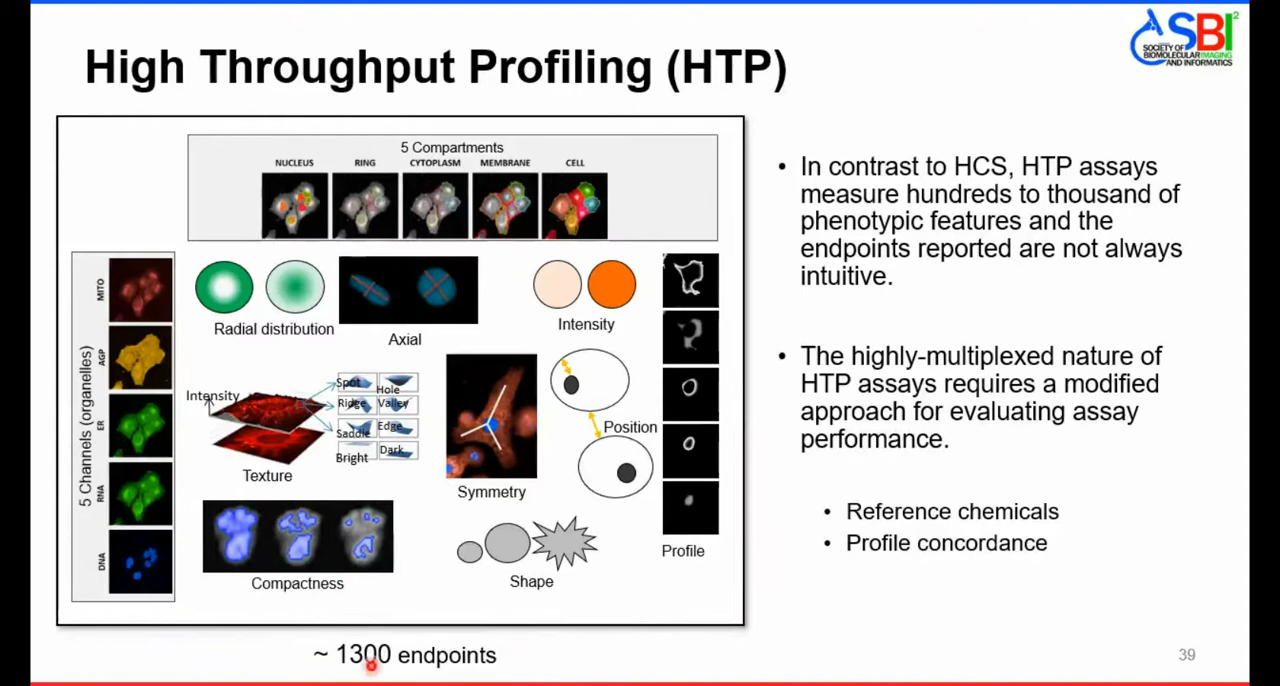 High Throughput Profiling (HTP)
SBI²
SOCIETY OF
BIOMOLECULAR IMAGING
AND INFORMATICS
5 Compartments
NUCLEUS RING CYTOPLASM MEMBRANE CELL
5 Channels (organelles)
MITO
AGP
ER
RNA
DNA
Radial distribution
Axial
Intensity
Intensity
Spot
Hole
Ridge
Valley
Saddle
Edge
Bright
Dark
Texture
Symmetry
Position
Compactness
Shape
Profile
~ 1300 endpoints
• In contrast to HCS, HTP assays
measure hundreds to thousand of
phenotypic features and the
endpoints reported are not always
intuitive.
• The highly-multiplexed nature of
HTP assays requires a modified
approach for evaluating assay
performance.
• Reference chemicals
• Profile concordance
39